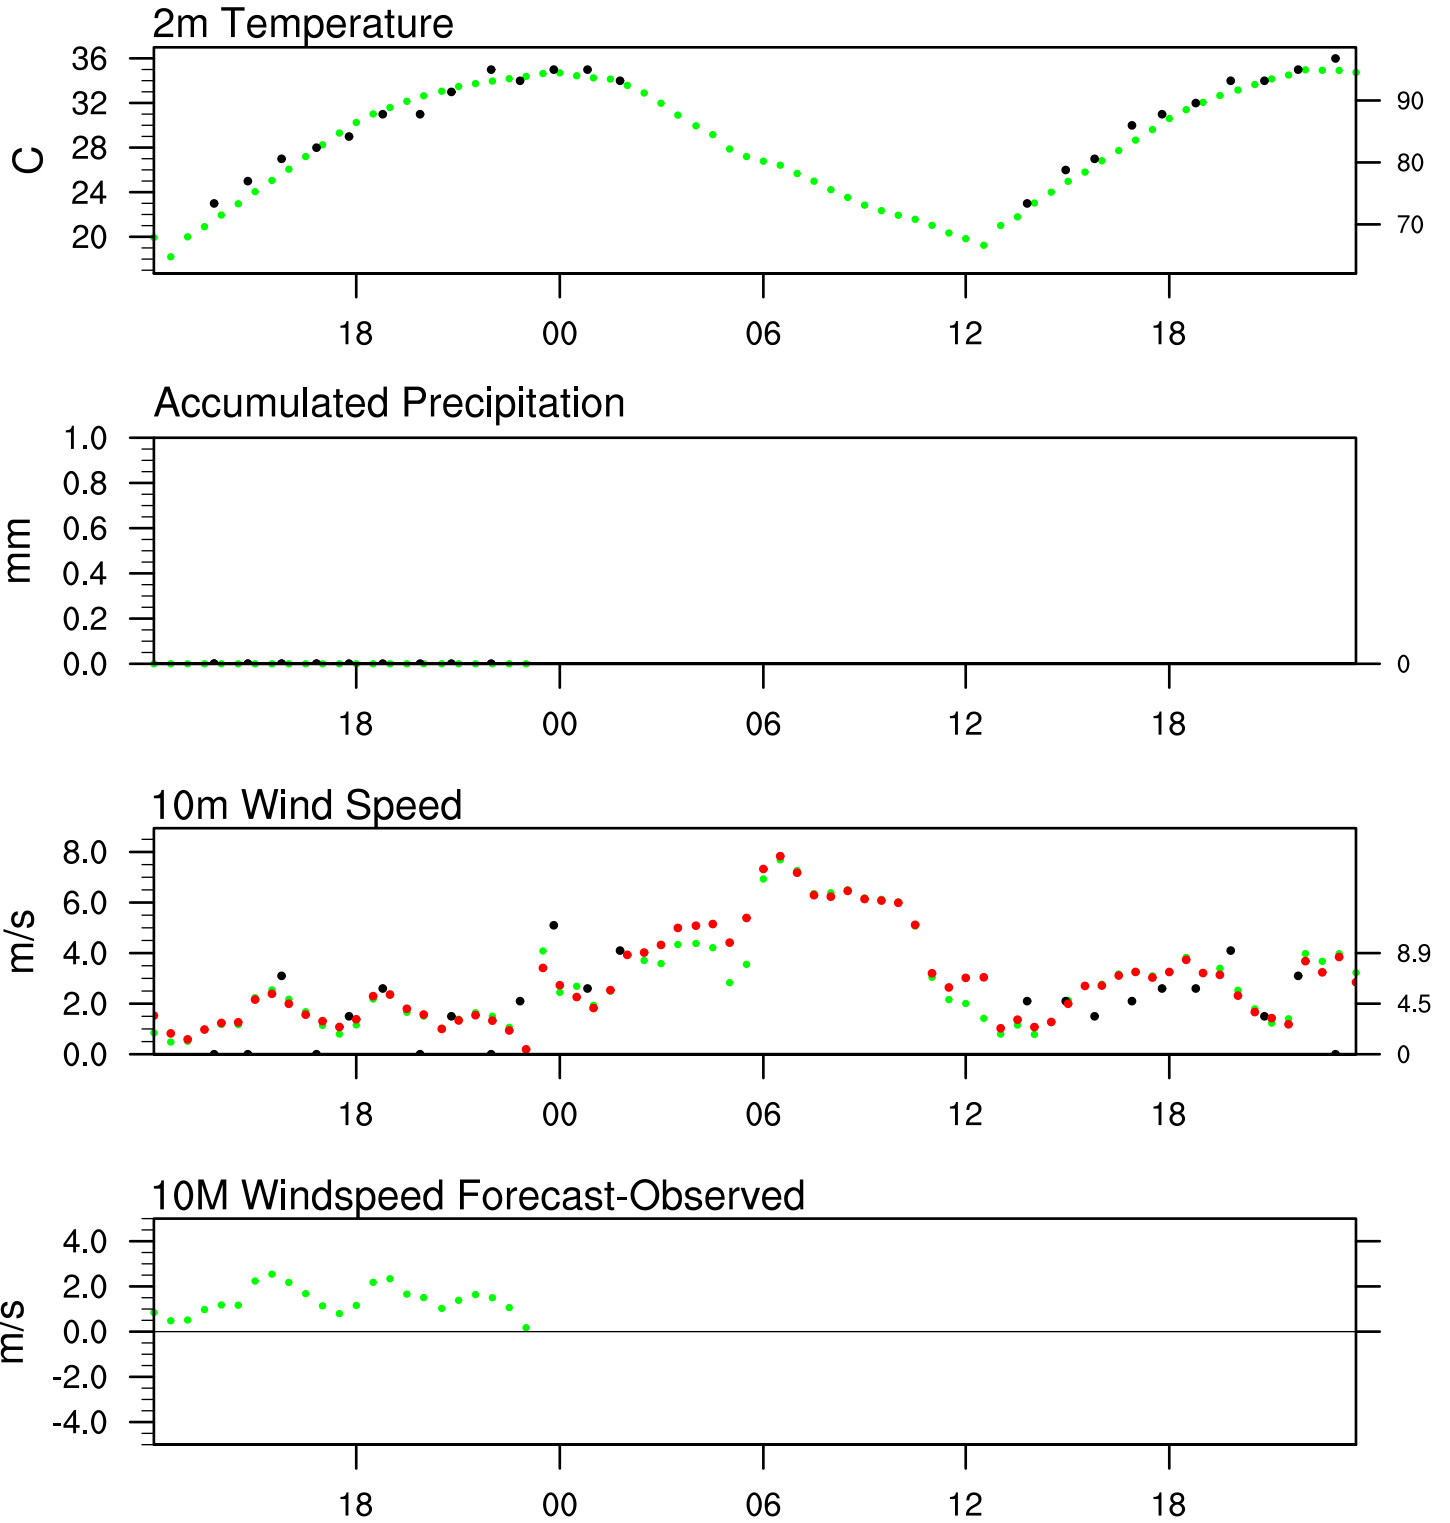 2m Temperature
36
32
28
24
20
C
90
80
70
18 00 06 12 18
Accumulated Precipitation
1.0
0.8
0.6
0.4
0.2
0.0
mm
0
18 00 06 12 18
10m Wind Speed
8.0
6.0
4.0
2.0
0.0
m/s
8.9
4.5
0
18 00 06 12 18
10M Windspeed Forecast-Observed
4.0
2.0
0.0
-2.0
-4.0
m/s
18 00 06 12 18